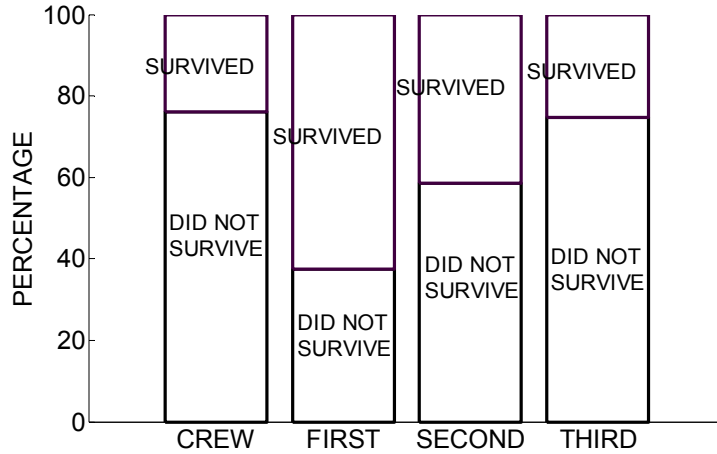 100
80
60
40
20
0
PERCENTAGE
SURVIVED
DID NOT
SURVIVE
SURVIVED
DID NOT
SURVIVE
SURVIVED
DID NOT
SURVIVE
SURVIVED
DID NOT
SURVIVE
CREW
FIRST
SECOND
THIRD